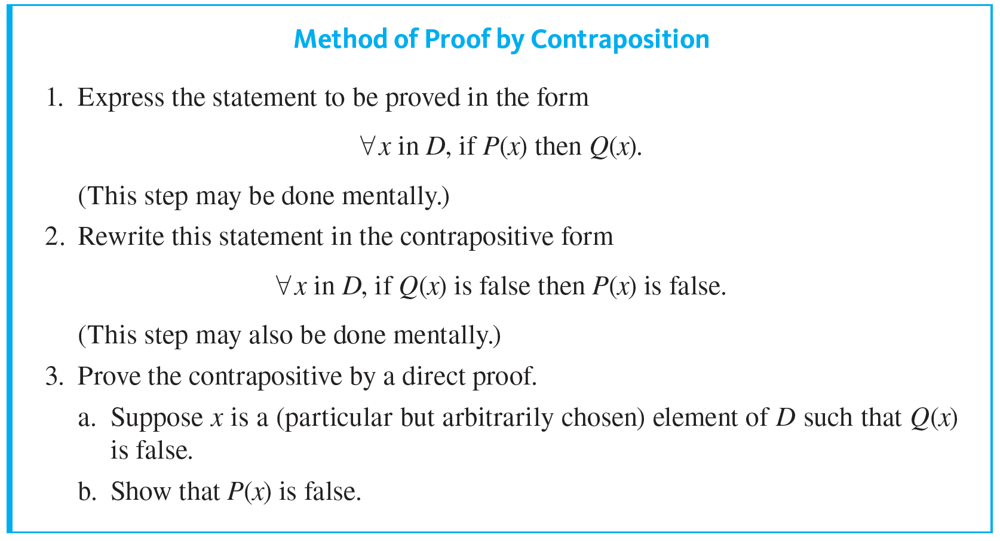 Method of Proof by Contraposition
1. Express the statement to be proved in the form
∀x in D, if P(x) then Q(x).
(This step may be done mentally.)
2. Rewrite this statement in the contrapositive form
∀x in D, if Q(x) is false then P(x) is false.
(This step may also be done mentally.)
3. Prove the contrapositive by a direct proof.
a. Suppose x is a (particular but arbitrarily chosen) element of D such that Q(x)
is false.
b. Show that P(x) is false.